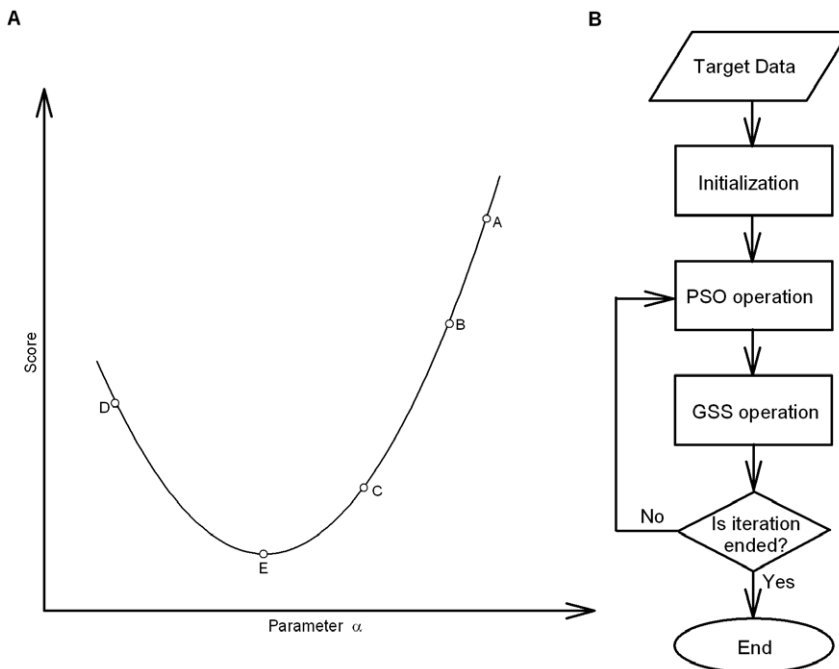 A
B
Score
A
B
D
C
E
Parameter α
Target Data
Initialization
PSO operation
GSS operation
Is iteration
ended?
No
Yes
End